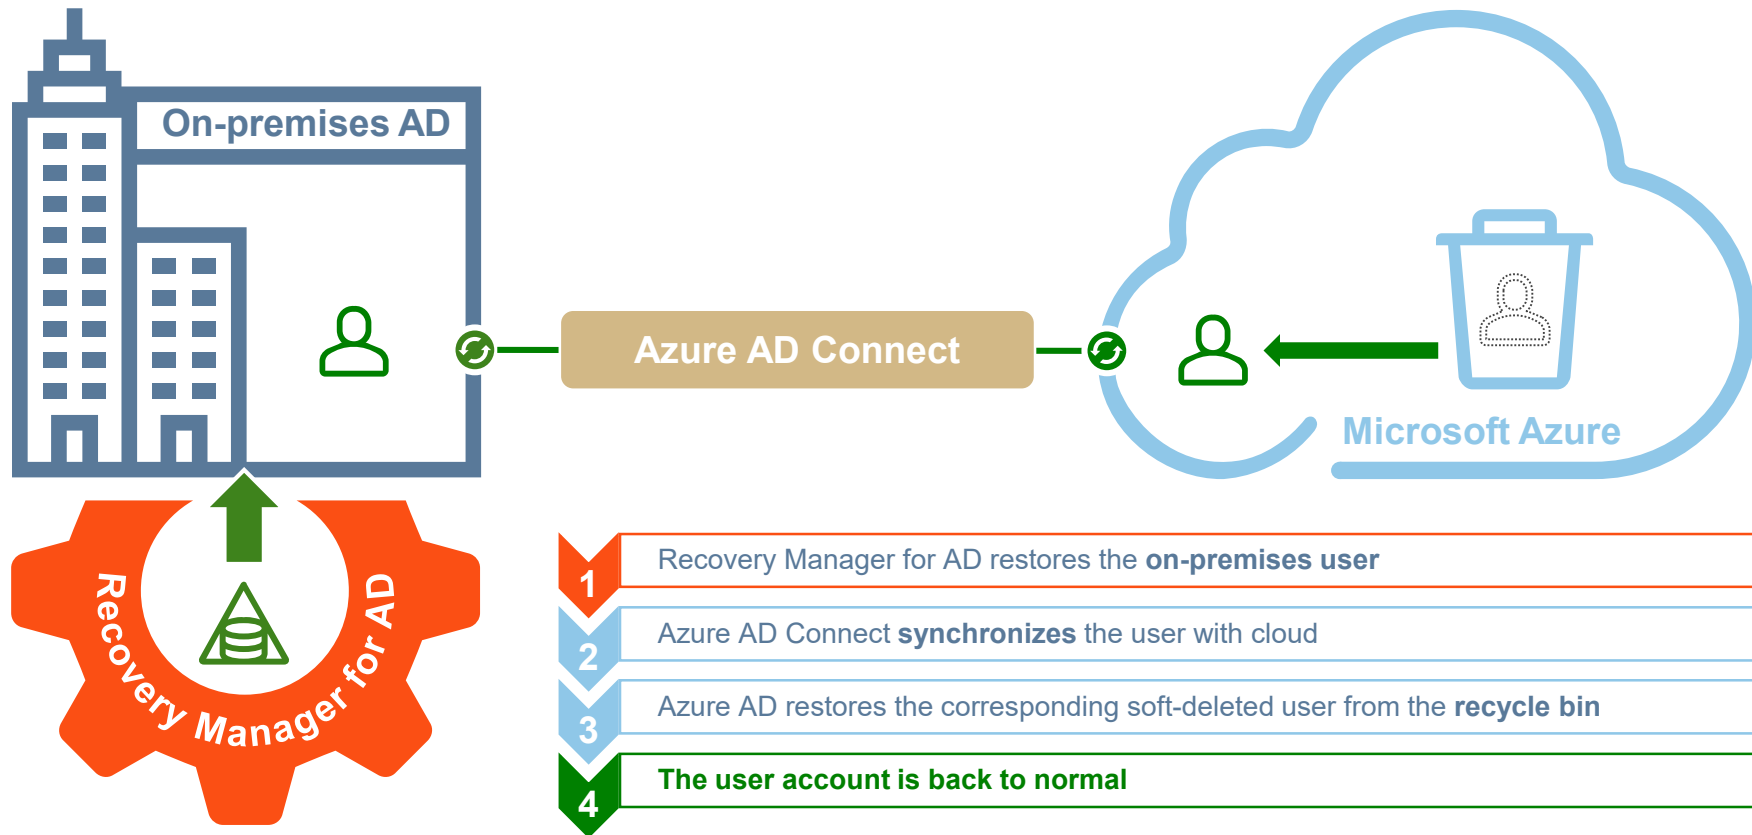 On-premises AD
Azure AD Connect
Microsoft Azure
Recovery Manager for AD
1 Recovery Manager for AD restores the on-premises user
2 Azure AD Connect synchronizes the user with cloud
3 Azure AD restores the corresponding soft-deleted user from the recycle bin
4 The user account is back to normal